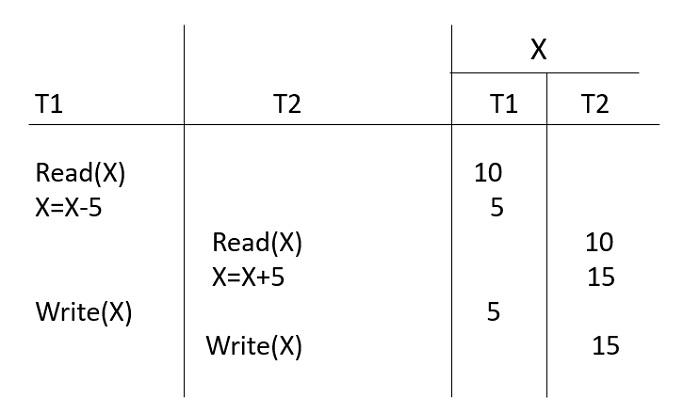 X
T1 T2 T1 T2
Read(X) 10
X=X-5 5
Read(X) 10
X=X+5 15
Write(X) 5
Write(X) 15